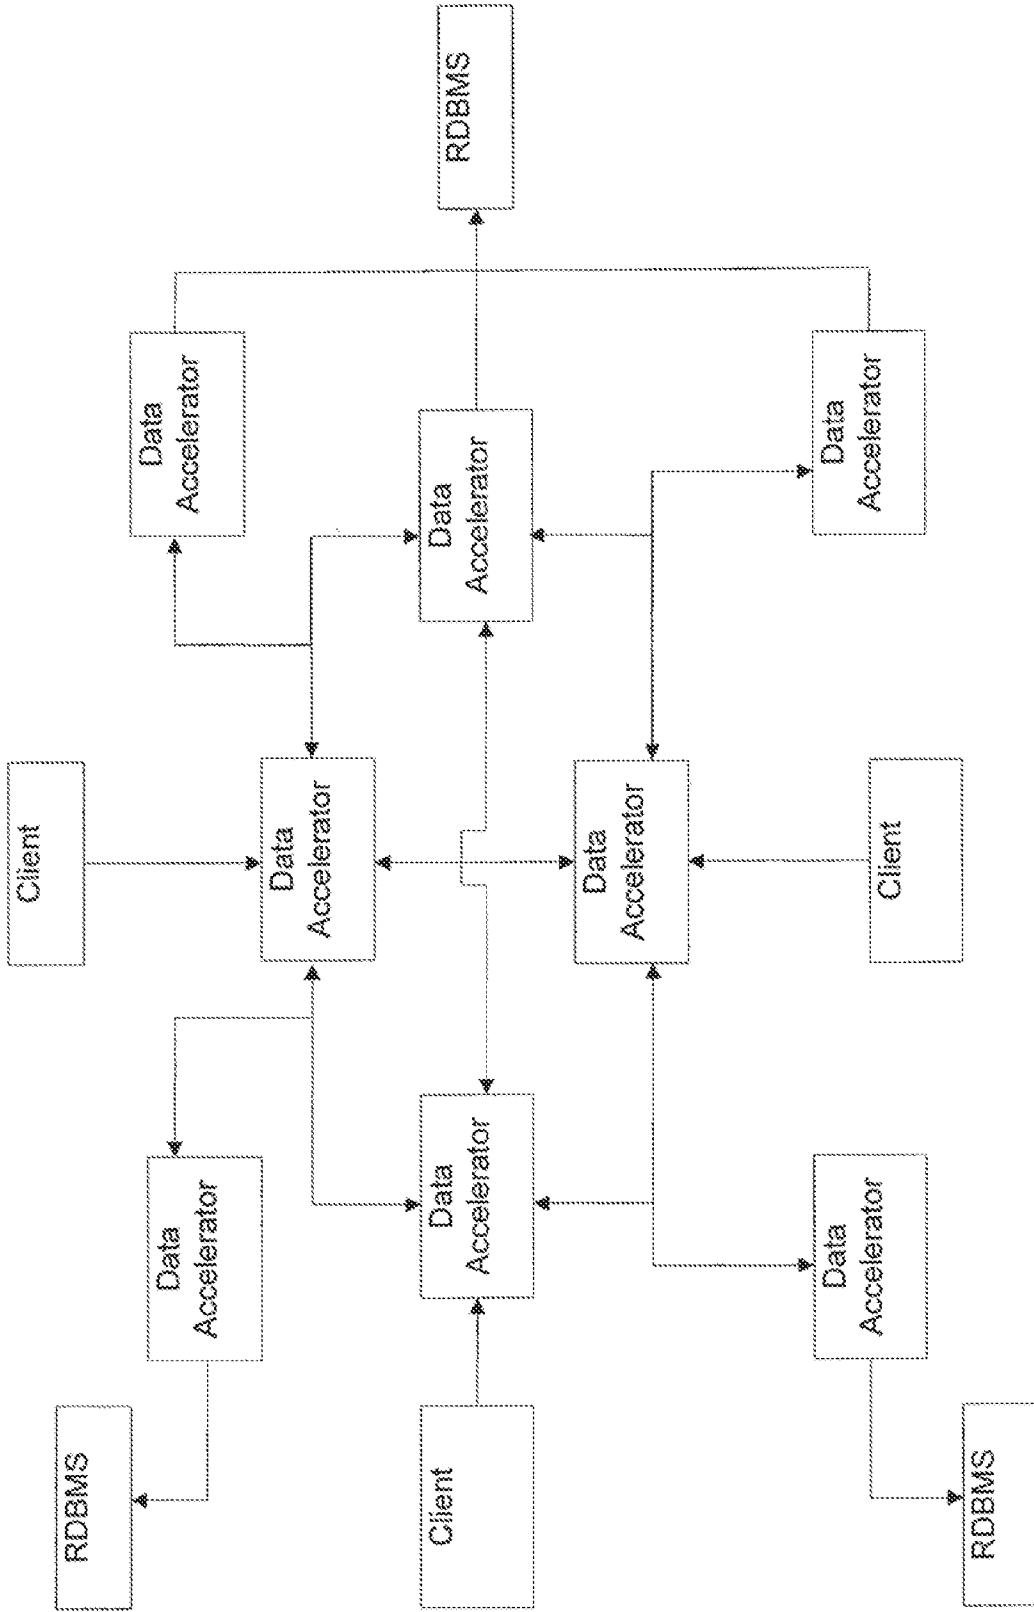 RDBMS
Client
Data
Accelerator
Data
Accelerator
Data
Accelerator
Client
Data
Accelerator
Data
Accelerator
RDBMS
Data
Accelerator
Data
Accelerator
Data
Accelerator
Client
RDBMS